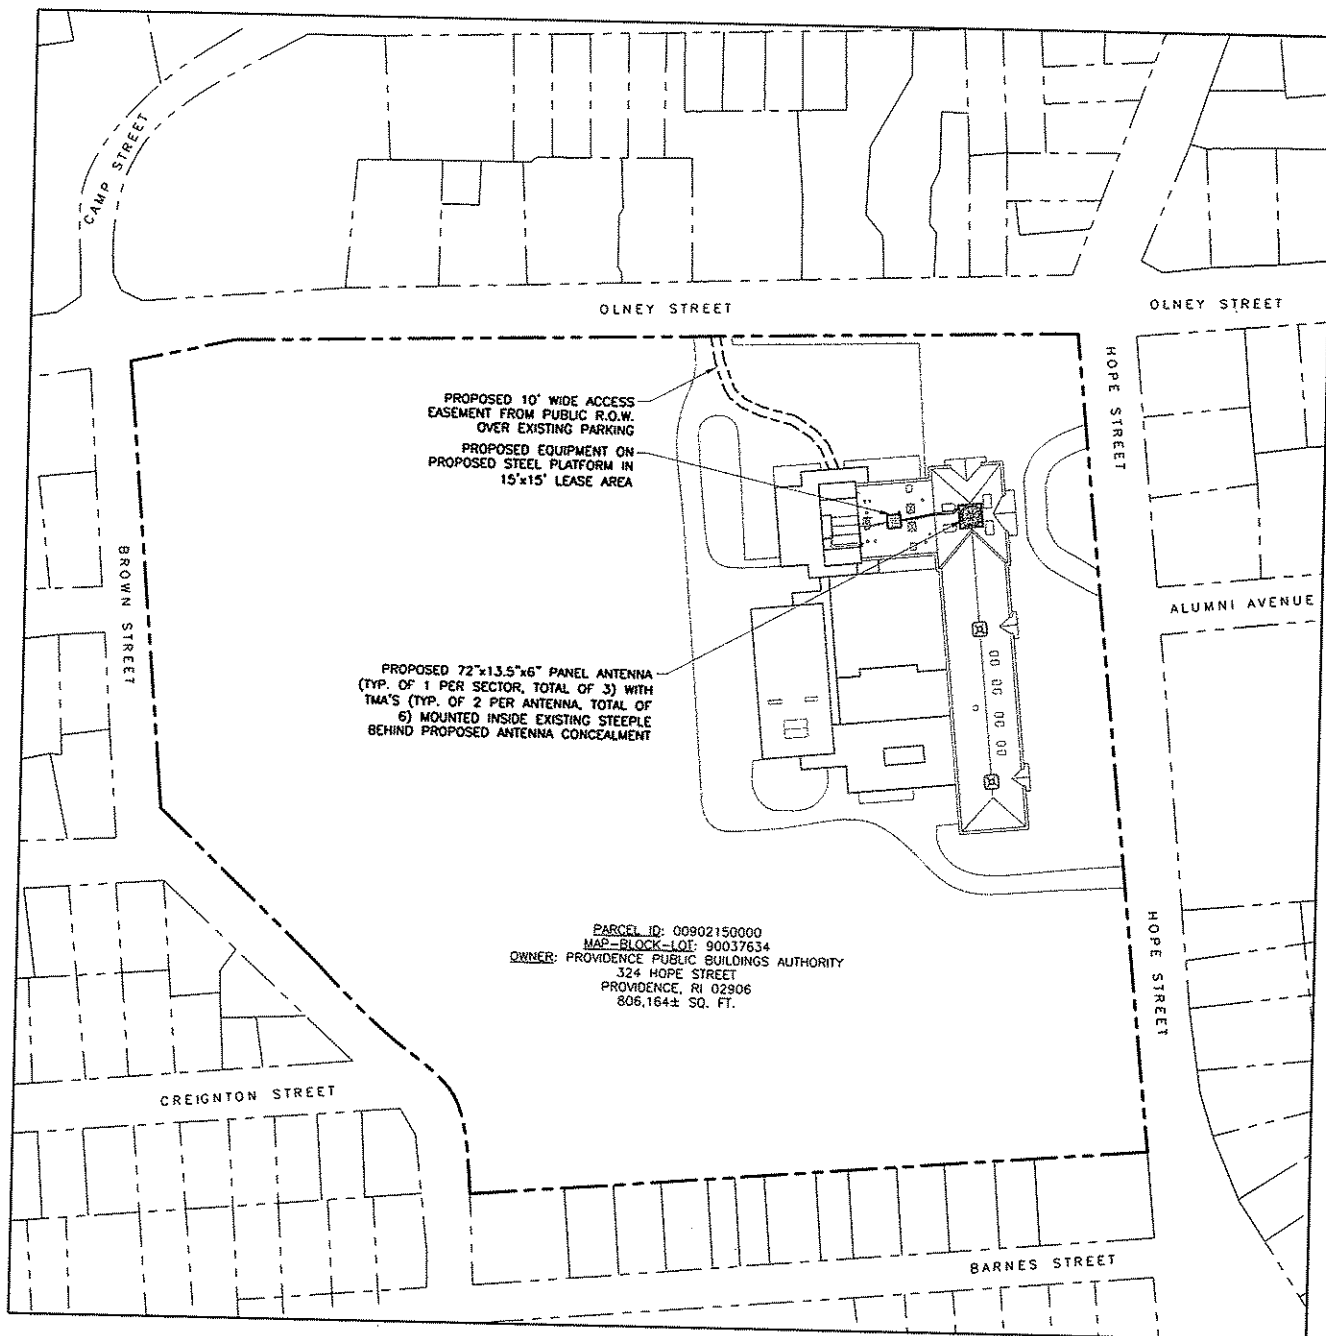 CAMP STREET
OLNEY STREET
OLNEY STREET
HOPE STREET
PROPOSED 10' WIDE ACCESS
EASEMENT FROM PUBLIC R.O.W.
OVER EXISTING PARKING
PROPOSED EQUIPMENT ON
PROPOSED STEEL PLATFORM IN
15'x15' LEASE AREA
BROWN STREET
ALUMNI AVENUE
PROPOSED 72"x13.5"x6" PANEL ANTENNA
(TYP. OF 1 PER SECTOR, TOTAL OF 3) WITH
TMA'S (TYP. OF 2 PER ANTENNA, TOTAL OF
6) MOUNTED INSIDE EXISTING STEEPLE
BEHIND PROPOSED ANTENNA CONCEALMENT
PARCEL ID: 00902150000
MAP-BLOCK-LOT: 90037634
OWNER: PROVIDENCE PUBLIC BUILDINGS AUTHORITY
324 HOPE STREET
PROVIDENCE, RI 02906
806,164± SQ. FT.
HOPE STREET
CREIGNTON STREET
BARNES STREET